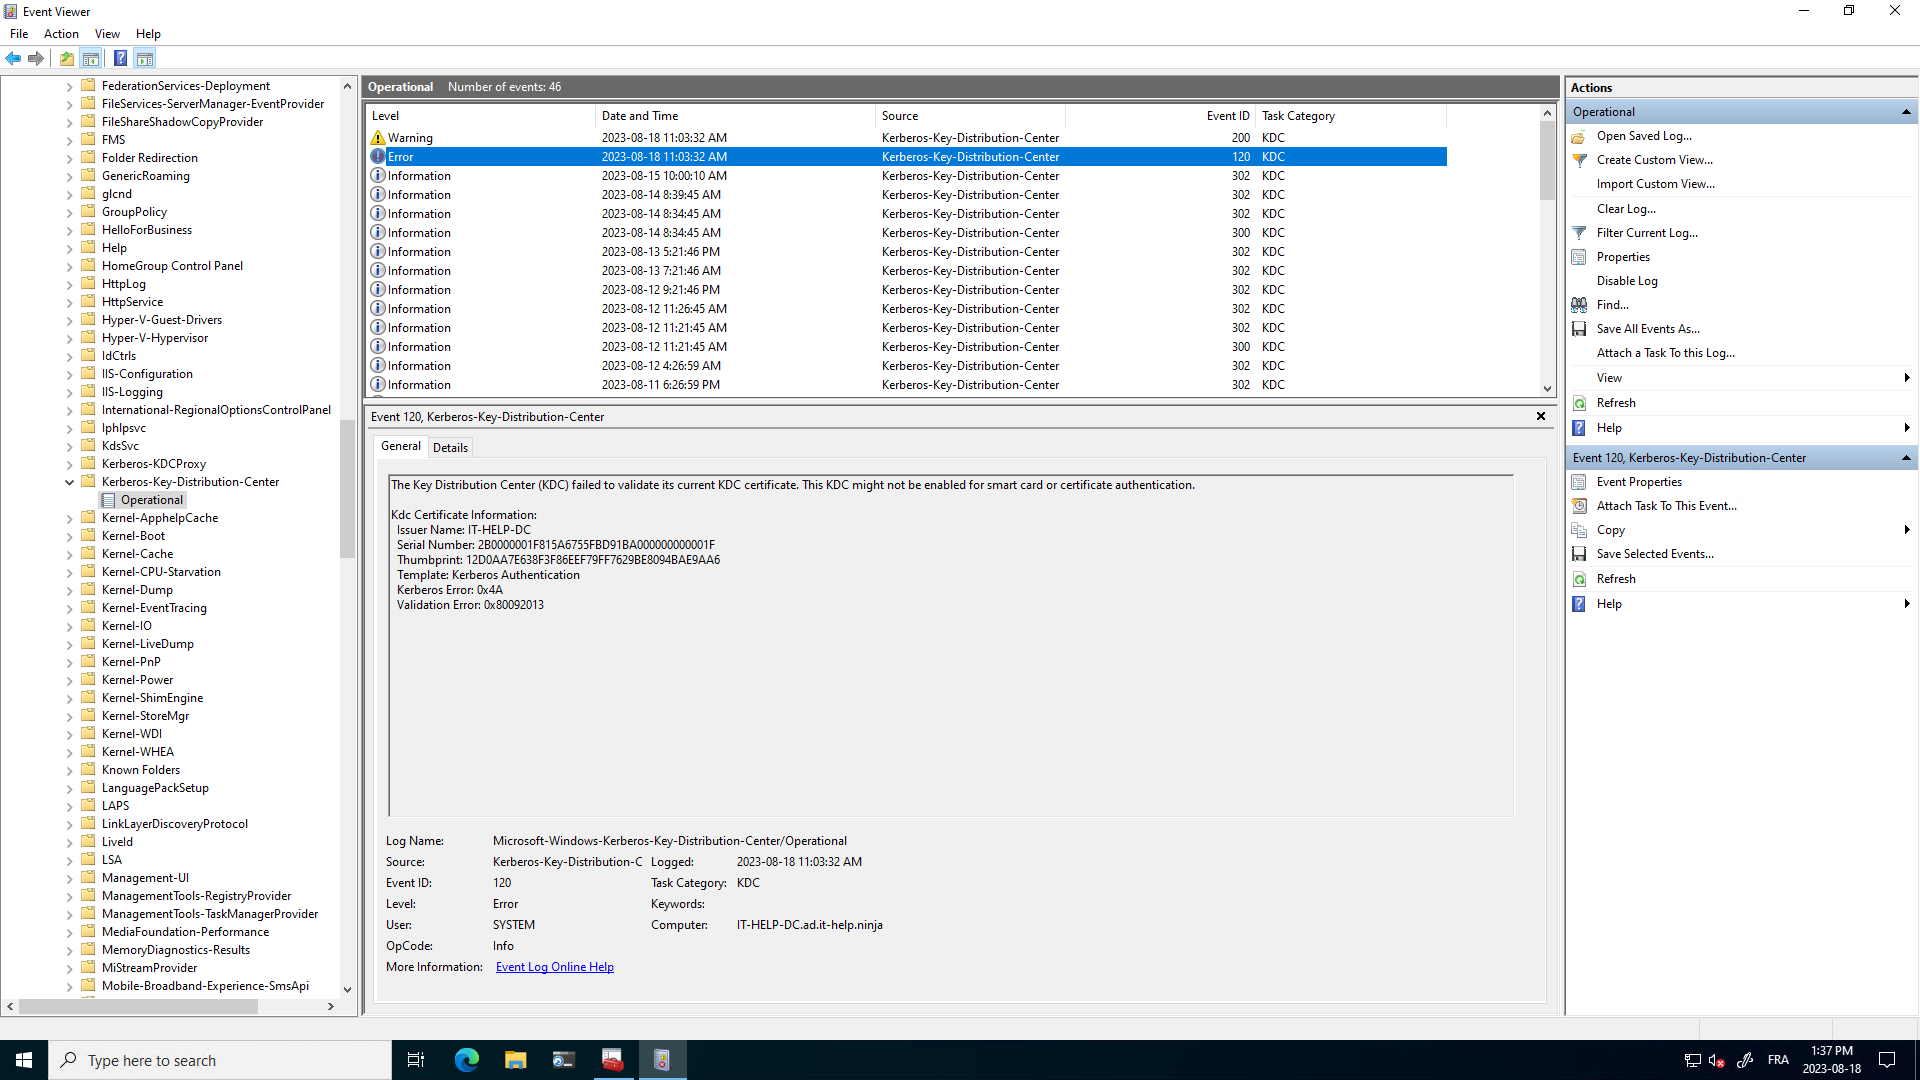 Event Viewer
File Action View Help
FederationServices-Deployment
FileServices-ServerManager-EventProvider
FileShareShadowCopyProvider
FMS
Folder Redirection
GenericRoaming
glcnd
GroupPolicy
HelloForBusiness
Help
HomeGroup Control Panel
HttpLog
HttpService
Hyper-V-Guest-Drivers
Hyper-V-Hypervisor
IdCtrls
IIS-Configuration
IIS-Logging
International-RegionalOptionsControlPanel
Iphlpsvc
KdsSvc
Kerberos-KDCProxy
Kerberos-Key-Distribution-Center
Operational
Kernel-ApphelpCache
Kernel-Boot
Kernel-Cache
Kernel-CPU-Starvation
Kernel-Dump
Kernel-EventTracing
Kernel-IO
Kernel-LiveDump
Kernel-PnP
Kernel-Power
Kernel-ShimEngine
Kernel-StoreMgr
Kernel-WDI
Kernel-WHEA
Known Folders
LanguagePackSetup
LAPS
LinkLayerDiscoveryProtocol
LiveId
LSA
Management-UI
ManagementTools-RegistryProvider
ManagementTools-TaskManagerProvider
MediaFoundation-Performance
MemoryDiagnostics-Results
MiStreamProvider
Mobile-Broadband-Experience-SmsApi
Operational Number of events: 46
Level Date and Time Source Event ID Task Category
Warning 2023-08-18 11:03:32 AM Kerberos-Key-Distribution-Center 200 KDC
Error 2023-08-18 11:03:32 AM Kerberos-Key-Distribution-Center 120 KDC
Information 2023-08-15 10:00:10 AM Kerberos-Key-Distribution-Center 302 KDC
Information 2023-08-14 8:39:45 AM Kerberos-Key-Distribution-Center 302 KDC
Information 2023-08-14 8:34:45 AM Kerberos-Key-Distribution-Center 302 KDC
Information 2023-08-14 8:34:45 AM Kerberos-Key-Distribution-Center 300 KDC
Information 2023-08-13 5:21:46 PM Kerberos-Key-Distribution-Center 302 KDC
Information 2023-08-13 7:21:46 AM Kerberos-Key-Distribution-Center 302 KDC
Information 2023-08-12 9:21:46 PM Kerberos-Key-Distribution-Center 302 KDC
Information 2023-08-12 11:26:45 AM Kerberos-Key-Distribution-Center 302 KDC
Information 2023-08-12 11:21:45 AM Kerberos-Key-Distribution-Center 302 KDC
Information 2023-08-12 11:21:45 AM Kerberos-Key-Distribution-Center 300 KDC
Information 2023-08-12 4:26:59 AM Kerberos-Key-Distribution-Center 302 KDC
Information 2023-08-11 6:26:59 PM Kerberos-Key-Distribution-Center 302 KDC
Event 120, Kerberos-Key-Distribution-Center
General Details
The Key Distribution Center (KDC) failed to validate its current KDC certificate. This KDC might not be enabled for smart card or certificate authentication.
Kdc Certificate Information:
Issuer Name: IT-HELP-DC
Serial Number: 2B0000001F815A6755FBD91BA000000000001F
Thumbprint: 12D0AA7E638F3F86EEF79FF7629BE8094BAE9AA6
Template: Kerberos Authentication
Kerberos Error: 0x4A
Validation Error: 0x80092013
Log Name: Microsoft-Windows-Kerberos-Key-Distribution-Center/Operational
Source: Kerberos-Key-Distribution-C Logged: 2023-08-18 11:03:32 AM
Event ID: 120 Task Category: KDC
Level: Error Keywords:
User: SYSTEM Computer: IT-HELP-DC.ad.it-help.ninja
OpCode: Info
More Information: Event Log Online Help
Actions
Operational
Open Saved Log...
Create Custom View...
Import Custom View...
Clear Log...
Filter Current Log...
Properties
Disable Log
Find...
Save All Events As...
Attach a Task To this Log...
View
Refresh
Help
Event 120, Kerberos-Key-Distribution-Center
Event Properties
Attach Task To This Event...
Copy
Save Selected Events...
Refresh
Help
Type here to search
FRA
1:37 PM
2023-08-18